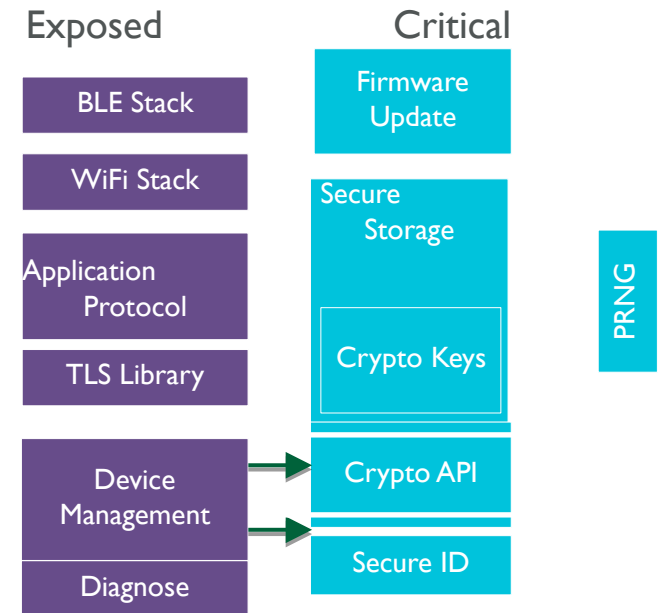 Exposed
Critical
BLE Stack
WiFi Stack
Application
Protocol
TLS Library
Device
Management
Diagnose
Firmware
Update
Secure
Storage
Crypto Keys
Crypto API
Secure ID
PRNG